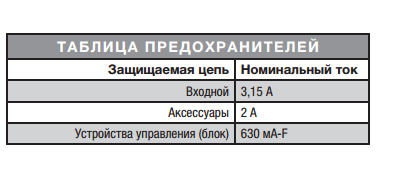 ТАБЛИЦА ПРЕДОХРАНИТЕЛЕЙ
Защищаемая цепь Номинальный ток
Входной 3,15 А
Аксессуары 2 А
Устройства управления (блок) 630 мА-F